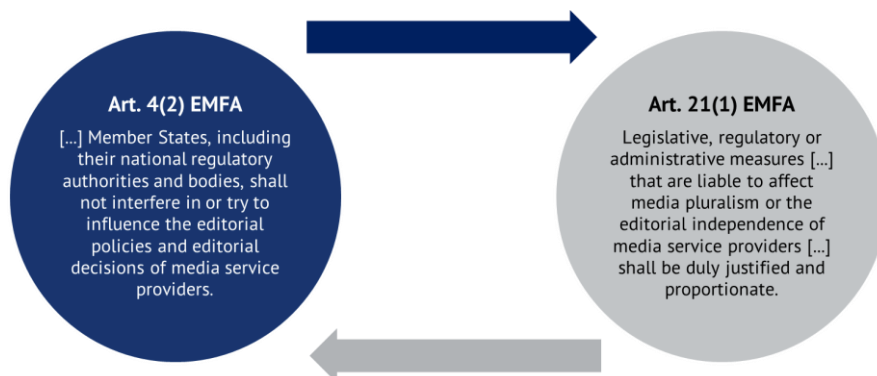 Art. 4(2) EMFA
[...] Member States, including
their national regulatory
authorities and bodies, shall
not interfere in or try to
influence the editorial
policies and editorial
decisions of media service
providers.
Art. 21(1) EMFA
Legislative, regulatory or
administrative measures [...]
that are liable to affect
media pluralism or the
editorial independence of
media service providers [...]
shall be duly justified and
proportionate.